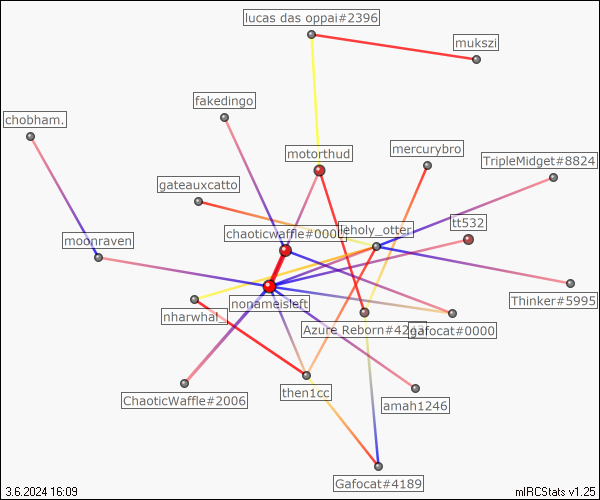 lucas das oppai#2396
mukszi
fakedingo
chobham.
motorthud
mercurybro
TripleMidget#8824
gateauxcatto
tt532
leholy_otter
chaoticwaffle#0000
moonraven
Thinker#5995
nonameisleft
nharwhal_
Azure Reborn#42
gafocat#0000
then1cc
ChaoticWaffle#2006
amah1246
Gafocat#4189
3.6.2024 16:09
mIRCStats v1.25